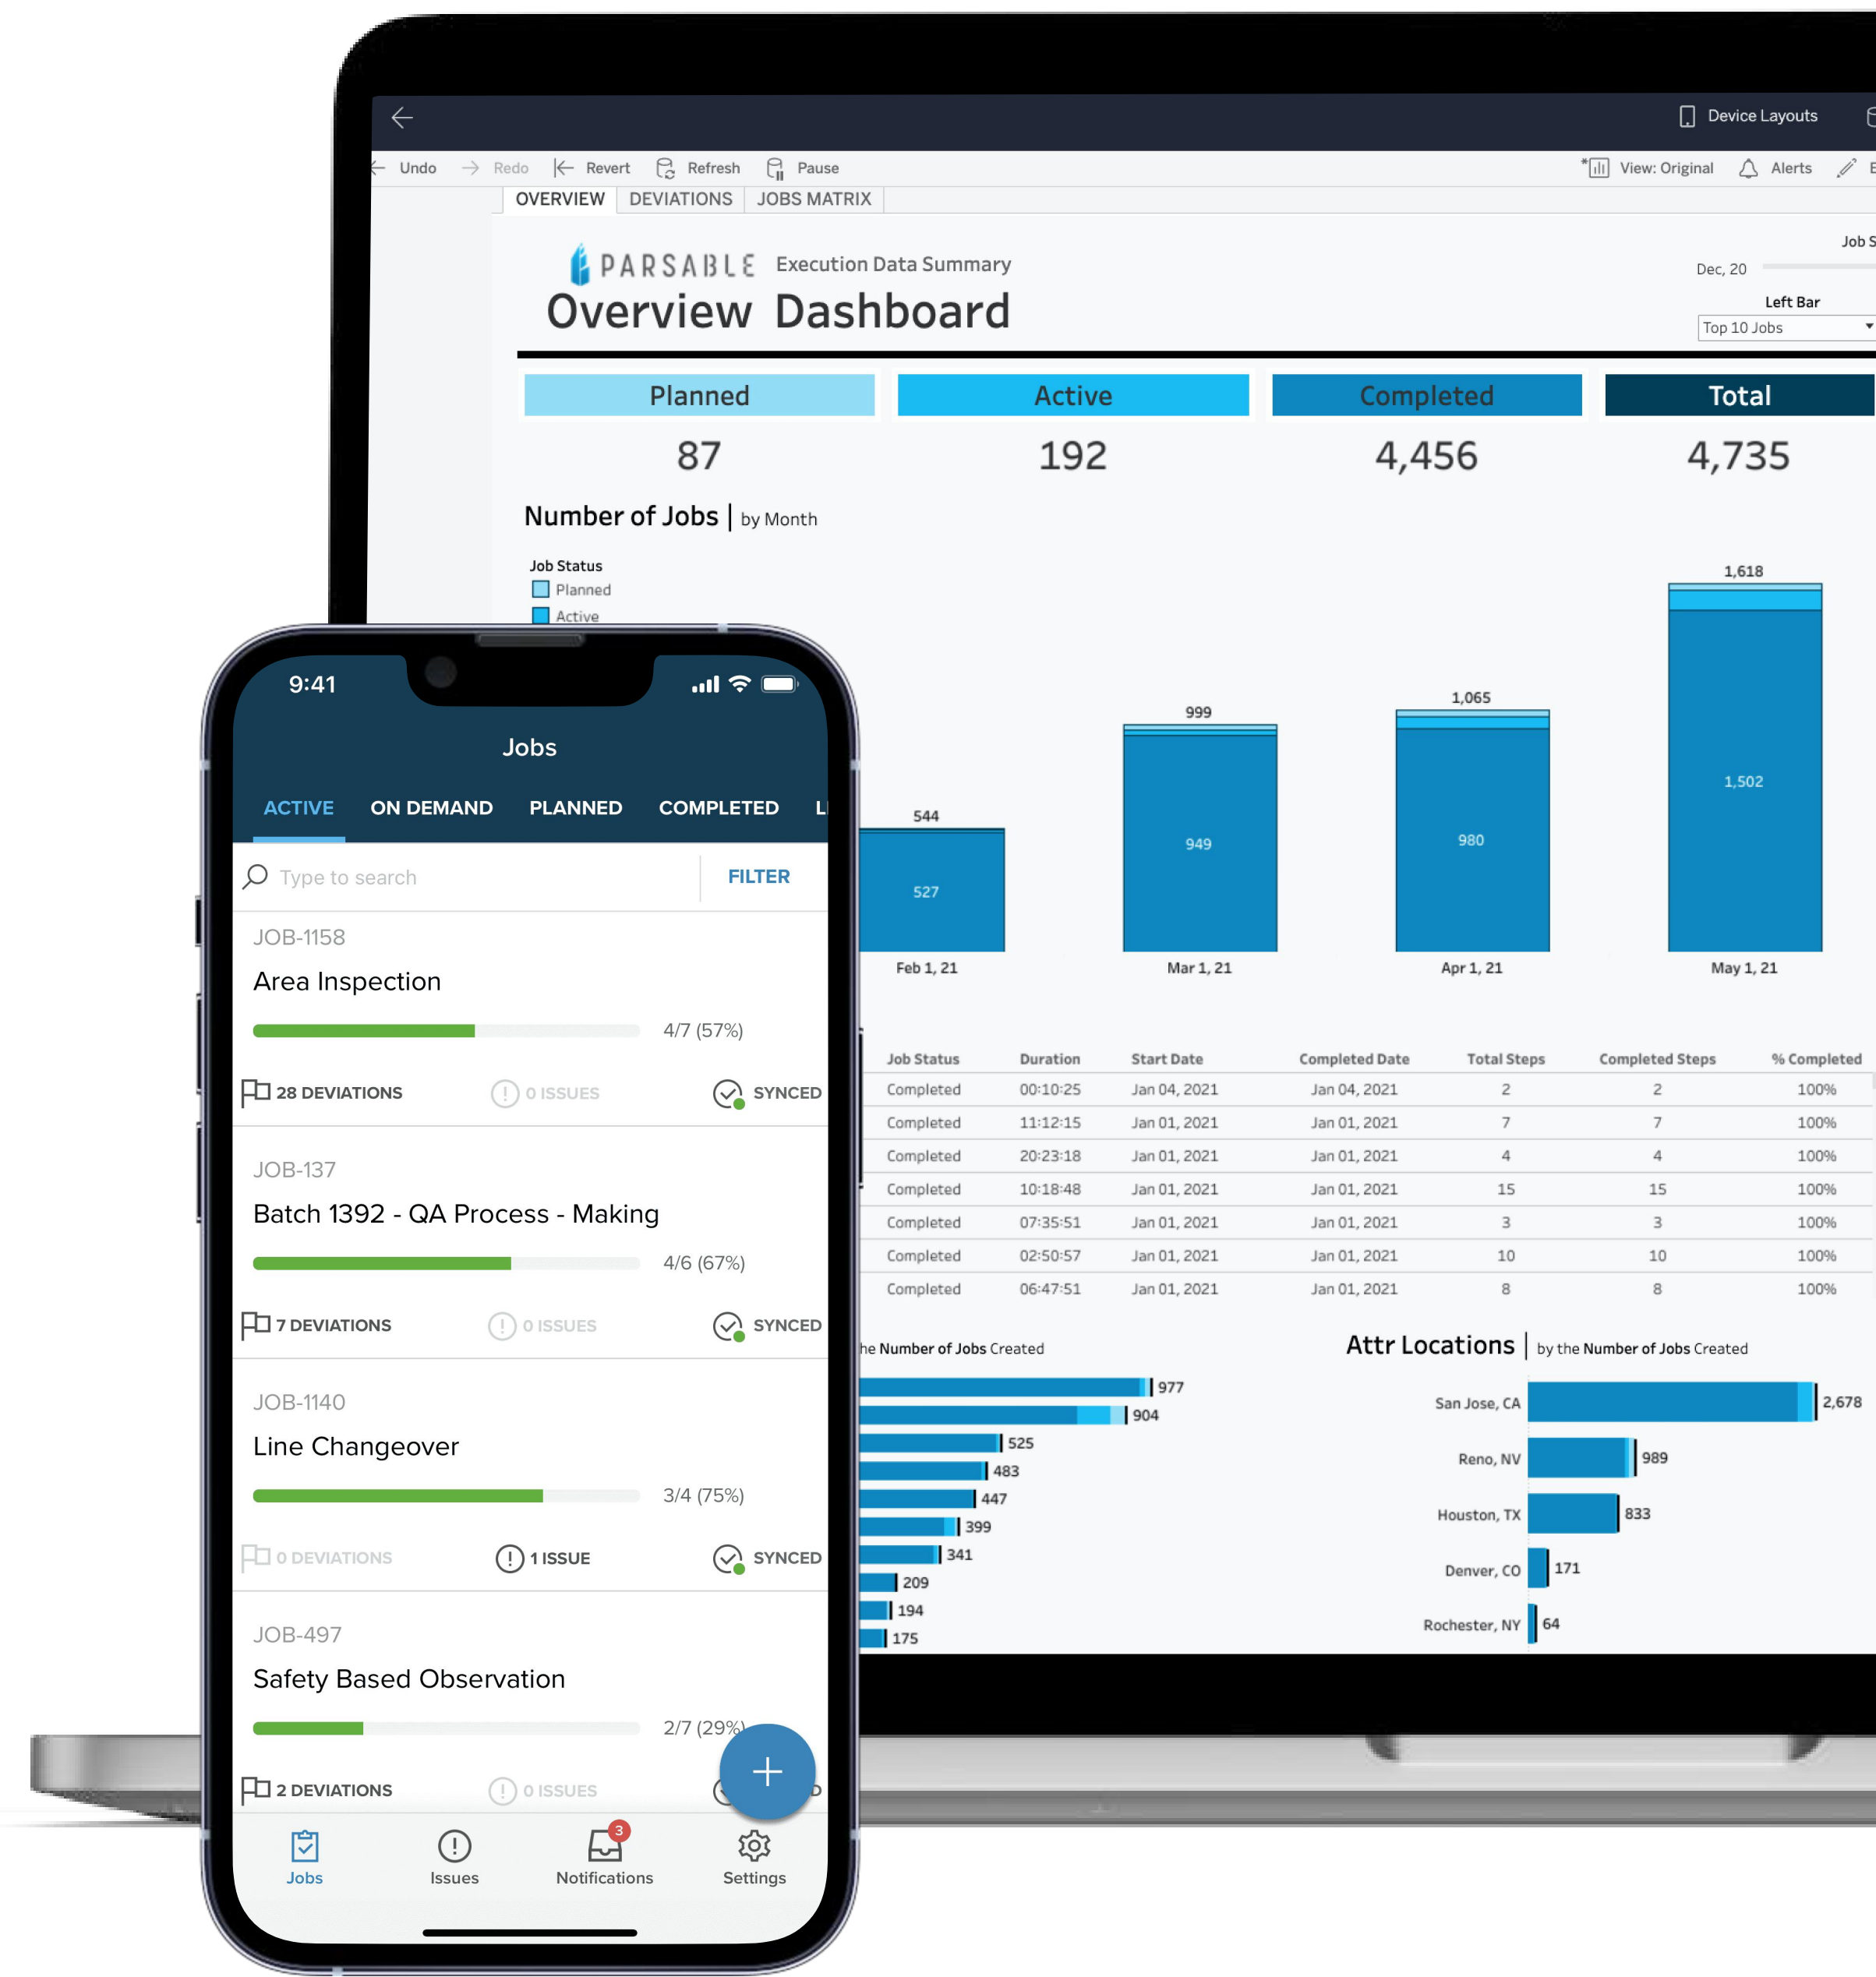 Device Layouts
Undo Redo Revert Refresh Pause View: Original Alerts
OVERVIEW DEVIATIONS JOBS MATRIX
PARSABLE Execution Data Summary
Overview Dashboard
Job S
Dec, 20
Left Bar
Top 10 Jobs
Planned Active Completed Total
87 192 4,456 4,735
Number of Jobs | by Month
Job Status
Planned
Active
1,618
1,502
1,065
980
999
949
544
527
Feb 1, 21 Mar 1, 21 Apr 1, 21 May 1, 21
Job Status Duration Start Date Completed Date Total Steps Completed Steps % Completed
Completed 00:10:25 Jan 04, 2021 Jan 04, 2021 2 2 100%
Completed 11:12:15 Jan 01, 2021 Jan 01, 2021 7 7 100%
Completed 20:23:18 Jan 01, 2021 Jan 01, 2021 4 4 100%
Completed 10:18:48 Jan 01, 2021 Jan 01, 2021 15 15 100%
Completed 07:35:51 Jan 01, 2021 Jan 01, 2021 3 3 100%
Completed 02:50:57 Jan 01, 2021 Jan 01, 2021 10 10 100%
Completed 06:47:51 Jan 01, 2021 Jan 01, 2021 8 8 100%
he Number of Jobs Created
977
904
525
483
447
399
341
209
194
175
Attr Locations | by the Number of Jobs Created
San Jose, CA 2,678
Reno, NV 989
Houston, TX 833
Denver, CO 171
Rochester, NY 64
9:41
Jobs
ACTIVE ON DEMAND PLANNED COMPLETED LI
Type to search FILTER
JOB-1158
Area Inspection
4/7 (57%)
28 DEVIATIONS 0 ISSUES SYNCED
JOB-137
Batch 1392 - QA Process - Making
4/6 (67%)
7 DEVIATIONS 0 ISSUES SYNCED
JOB-1140
Line Changeover
3/4 (75%)
0 DEVIATIONS 1 ISSUE SYNCED
JOB-497
Safety Based Observation
2/7 (29%)
2 DEVIATIONS 0 ISSUES
3
Jobs Issues Notifications Settings